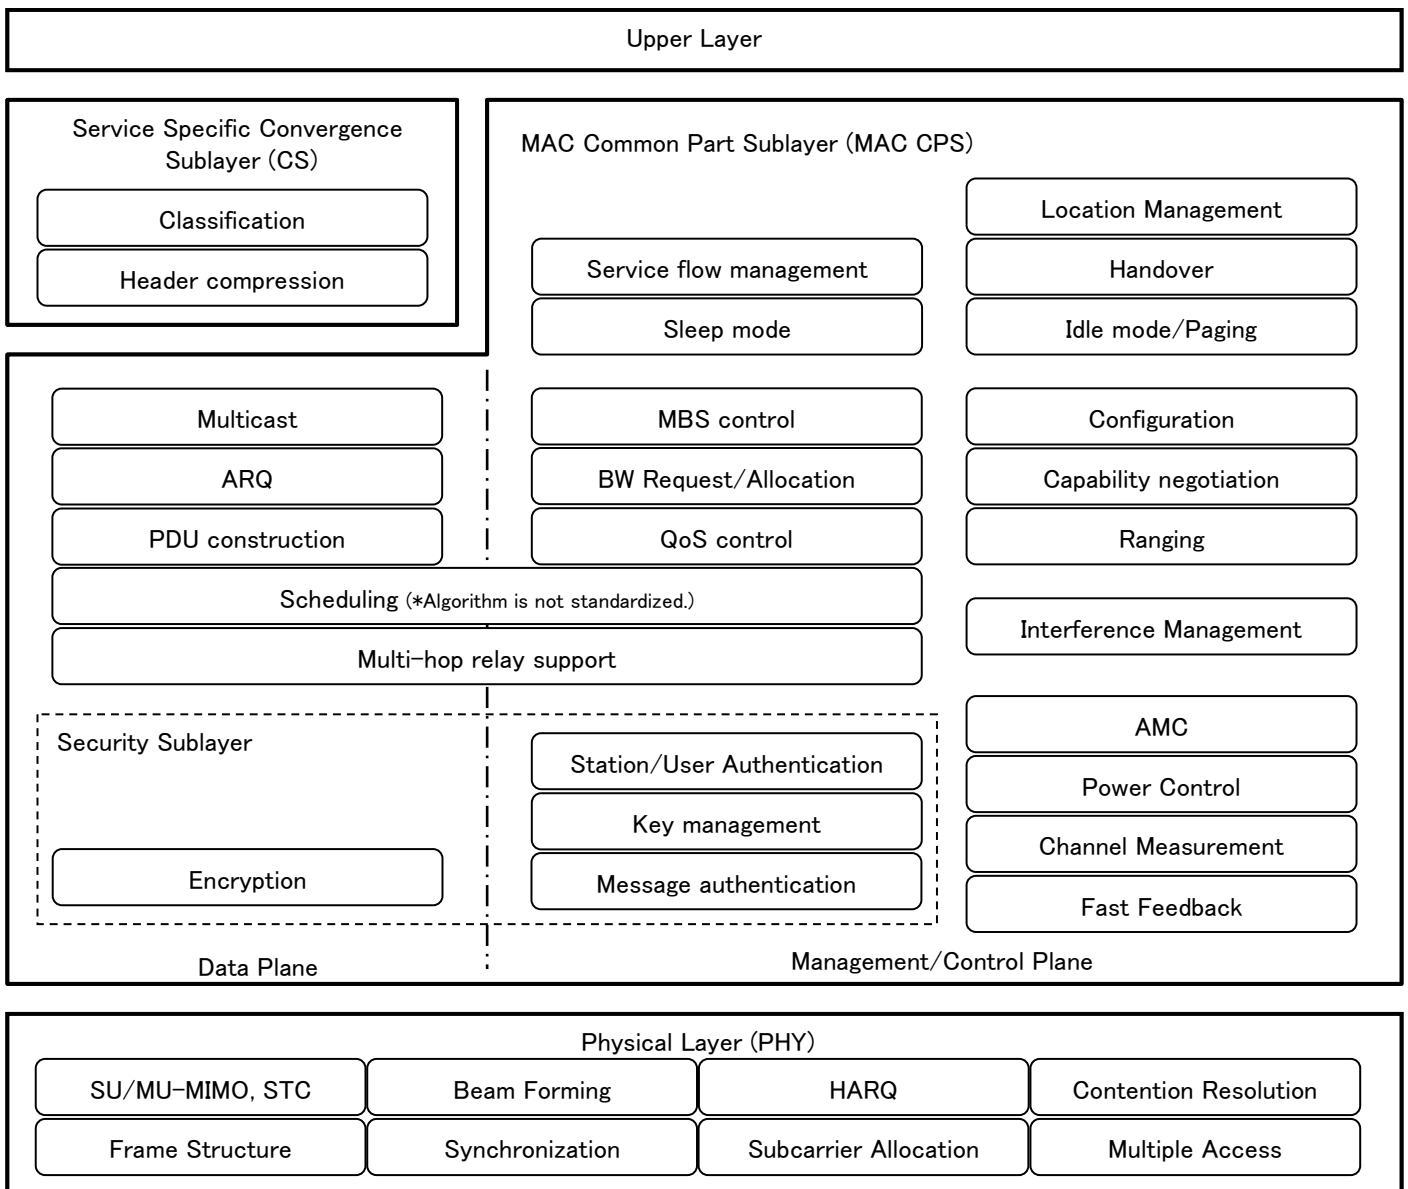 Upper Layer
Service Specific Convergence
Sublayer (CS)
Classification
Header compression
MAC Common Part Sublayer (MAC CPS)
Location Management
Service flow management
Handover
Sleep mode
Idle mode/Paging
Multicast
MBS control
Configuration
ARQ
BW Request/Allocation
Capability negotiation
PDU construction
QoS control
Ranging
Scheduling (*Algorithm is not standardized.)
Interference Management
Multi-hop relay support
AMC
Security Sublayer
Station/User Authentication
Power Control
Key management
Channel Measurement
Encryption
Message authentication
Fast Feedback
Data Plane
Management/Control Plane
Physical Layer (PHY)
SU/MU-MIMO, STC
Beam Forming
HARQ
Contention Resolution
Frame Structure
Synchronization
Subcarrier Allocation
Multiple Access